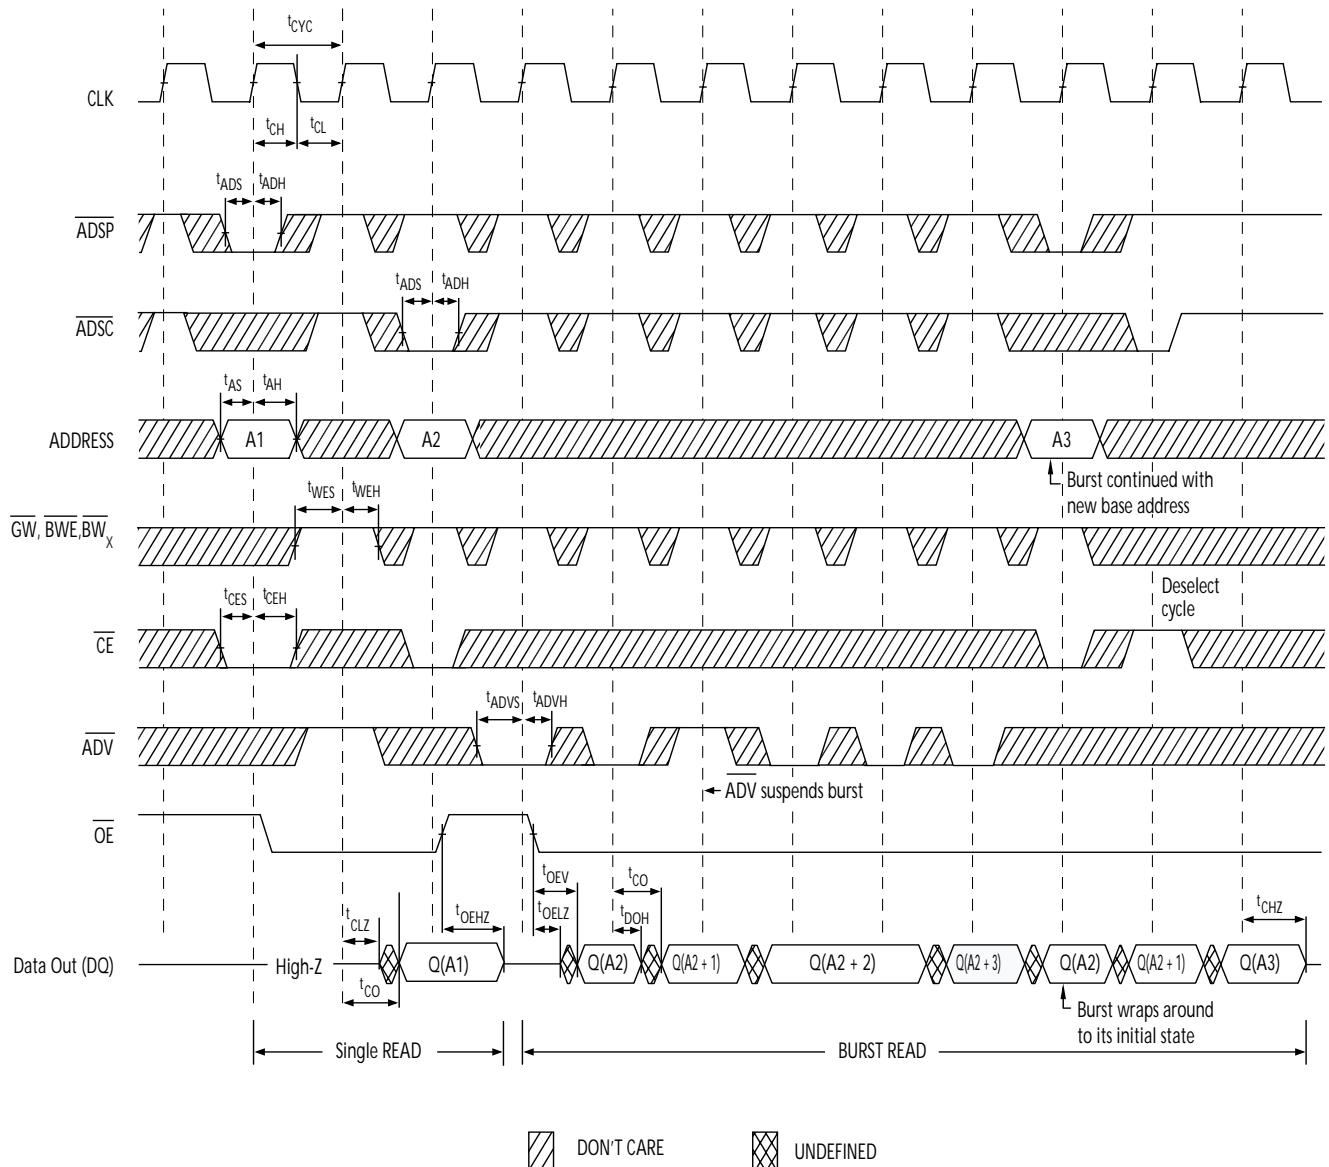 tCYC
CLK
tCH
tCL
tADS
tADH
ADSP
tADS
tADH
ADSC
tAS
tAH
ADDRESS
A1
A2
A3
Burst continued with
new base address
tWES
tWEH
GW, BWE,BWX
Deselect
cycle
tCES
tCEH
CE
tADVS
tADVH
ADV
ADV suspends burst
OE
tOEV
tCO
tCLZ
tOEHZ
tOELZ
tDOH
tCHZ
Data Out (DQ)
High-Z
Q(A1)
Q(A2)
Q(A2 + 1)
Q(A2 + 2)
Q(A2 + 3)
Q(A2)
Q(A2 + 1)
Q(A3)
tCO
Burst wraps around
to its initial state
Single READ
BURST READ
DON'T CARE
UNDEFINED